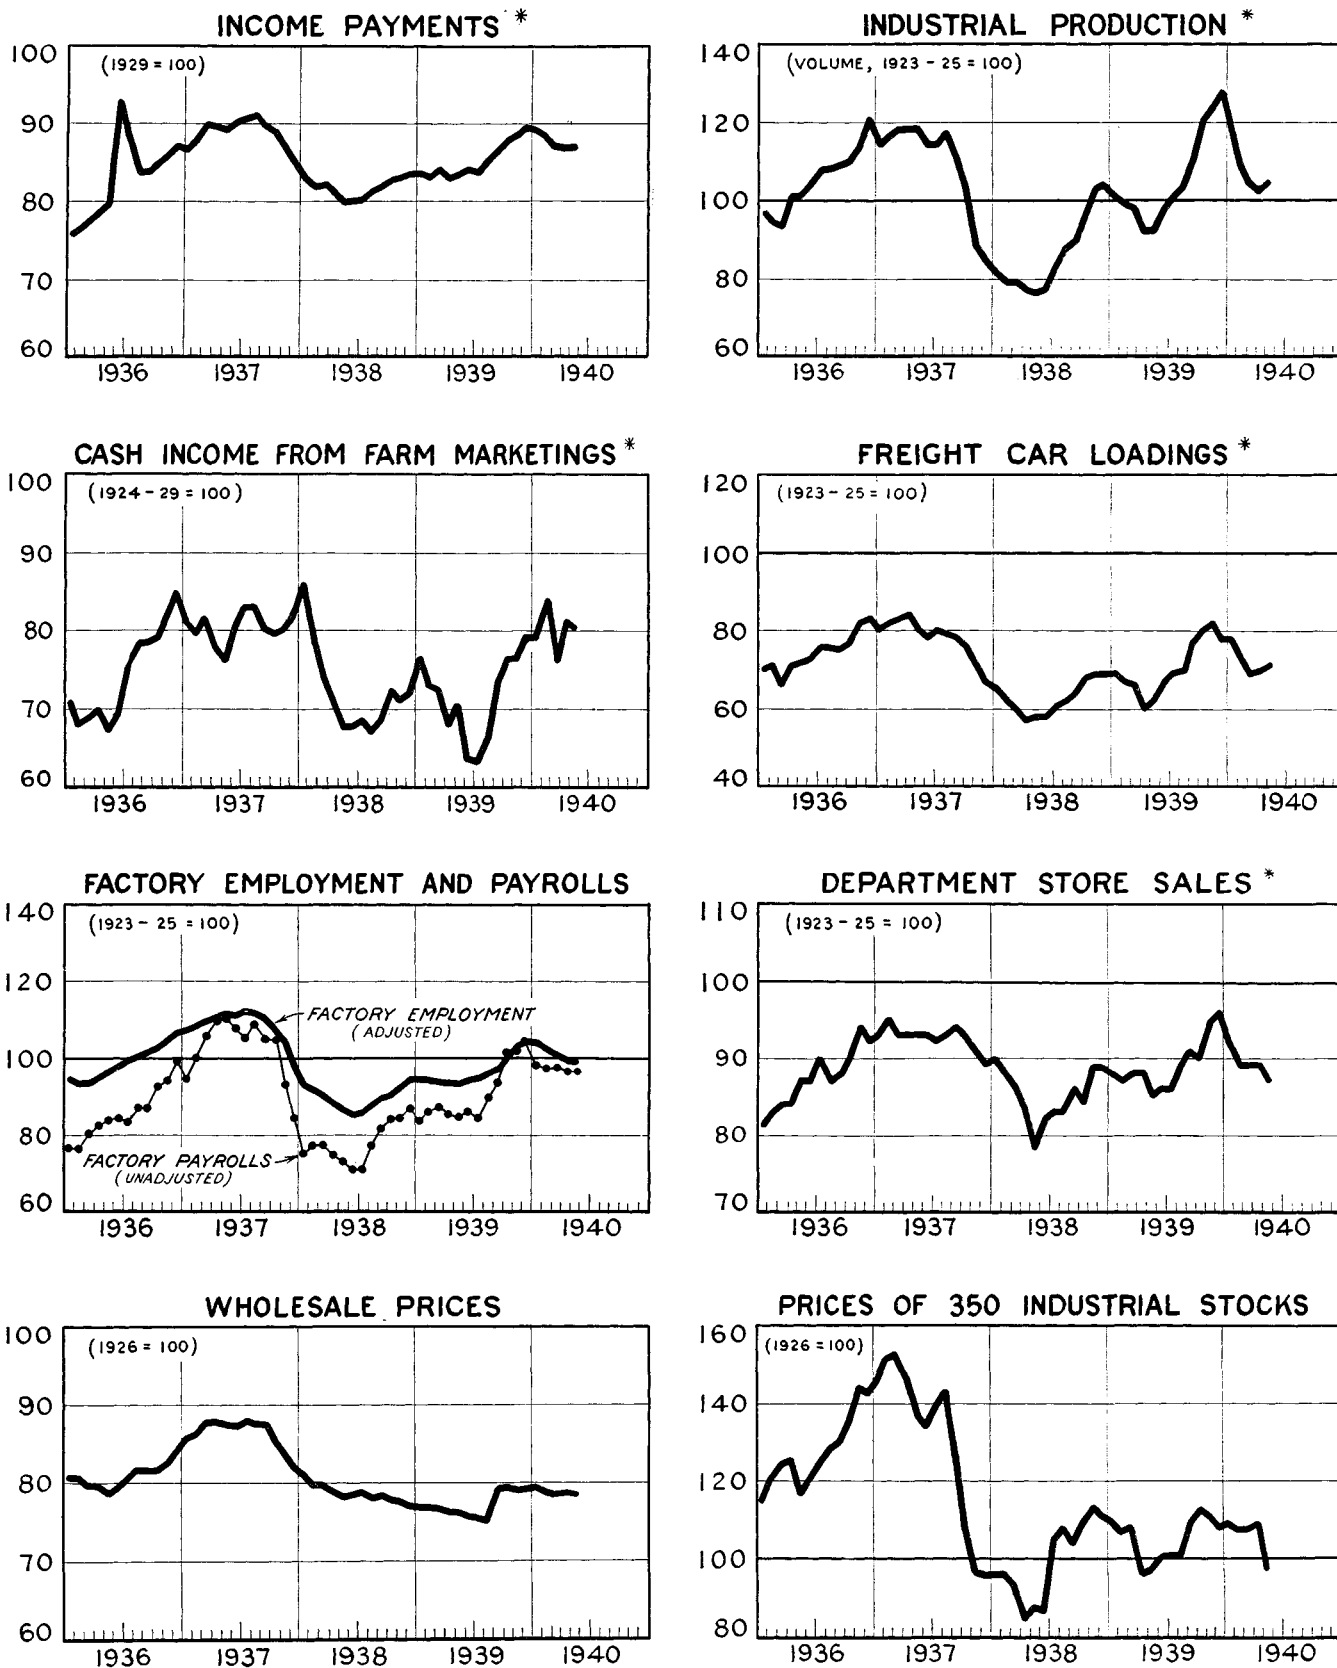 INCOME PAYMENTS *
(1929 = 100)
100
90
80
70
60
1936 1937 1938 1939 1940
INDUSTRIAL PRODUCTION *
(VOLUME, 1923 - 25 = 100)
140
120
100
80
60
1936 1937 1938 1939 1940
CASH INCOME FROM FARM MARKETINGS *
(1924 - 29 = 100)
100
90
80
70
60
1936 1937 1938 1939 1940
FREIGHT CAR LOADINGS *
(1923 - 25 = 100)
120
100
80
60
40
1936 1937 1938 1939 1940
FACTORY EMPLOYMENT AND PAYROLLS
(1923 - 25 = 100)
140
120
100
80
60
FACTORY EMPLOYMENT
(ADJUSTED)
FACTORY PAYROLLS
(UNADJUSTED)
1936 1937 1938 1939 1940
DEPARTMENT STORE SALES *
(1923 - 25 = 100)
110
100
90
80
70
1936 1937 1938 1939 1940
WHOLESALE PRICES
(1926 = 100)
100
90
80
70
60
1936 1937 1938 1939 1940
PRICES OF 350 INDUSTRIAL STOCKS
(1926 = 100)
160
140
120
100
80
1936 1937 1938 1939 1940